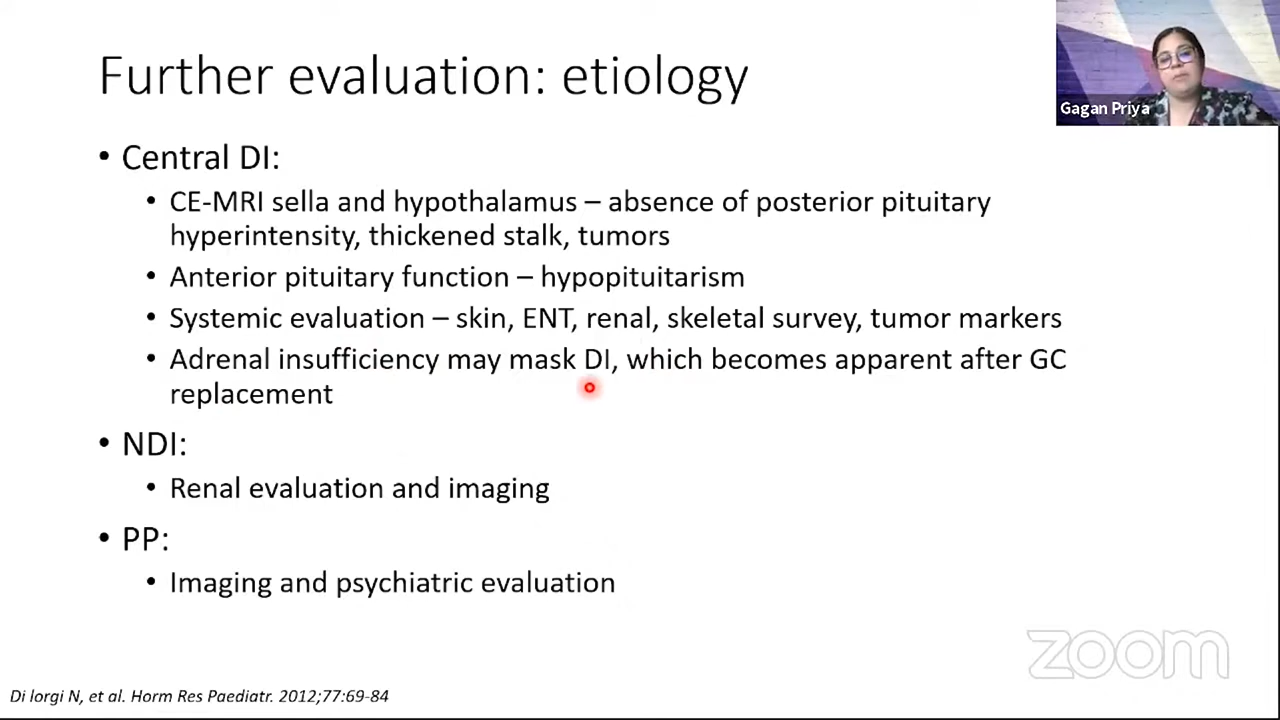 Further evaluation: etiology
Gagan Priya
• Central DI:
• CE-MRI sella and hypothalamus – absence of posterior pituitary
hyperintensity, thickened stalk, tumors
• Anterior pituitary function – hypopituitarism
• Systemic evaluation – skin, ENT, renal, skeletal survey, tumor markers
• Adrenal insufficiency may mask DI, which becomes apparent after GC
replacement
• NDI:
• Renal evaluation and imaging
• PP:
• Imaging and psychiatric evaluation
zoom
Di Iorgi N, et al. Horm Res Paediatr. 2012;77:69-84